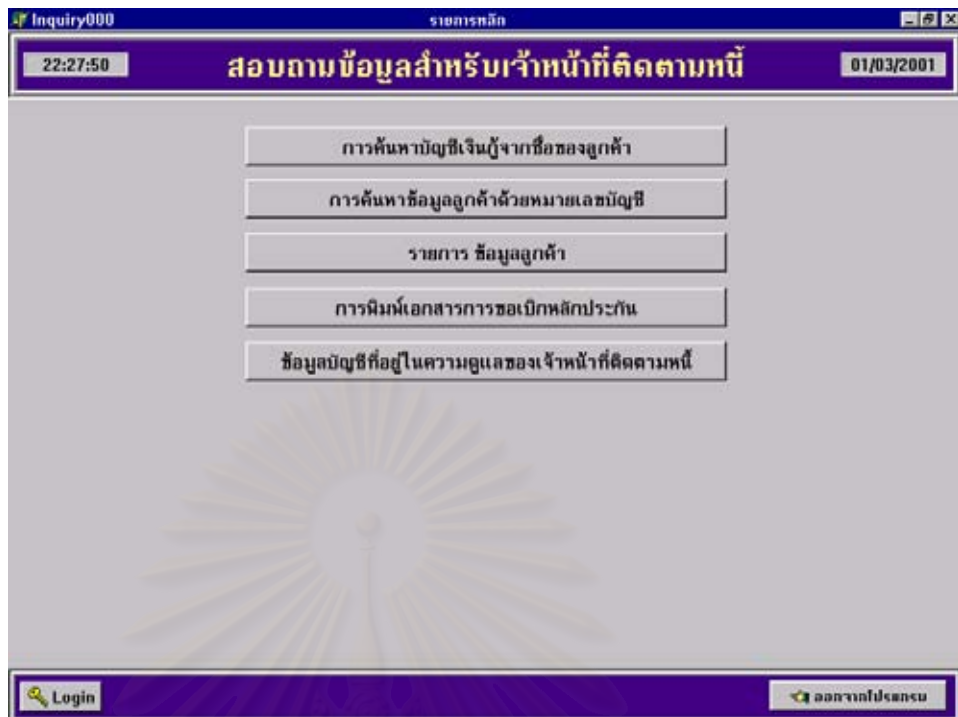 Inquiry000 รายการหลัก
22:27:50 สอบถามข้อมูลสำหรับเจ้าหน้าที่ติดตามหนี้ 01/03/2001
การค้นหาบัญชีเงินกู้จากชื่อของลูกค้า
การค้นหาข้อมูลลูกค้าด้วยหมายเลขบัญชี
รายการ ข้อมูลลูกค้า
การพิมพ์เอกสารการขอเบิกหลักประกัน
ข้อมูลบัญชีที่อยู่ในความดูแลของเจ้าหน้าที่ติดตามหนี้
Login ออกจากโปรแกรม